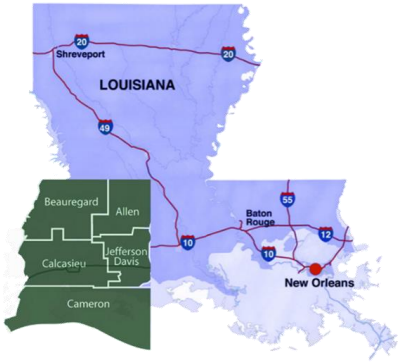 20
Shreveport
20
LOUISIANA
49
Beauregard
Allen
55
Baton
Rouge
12
10
10
Jefferson
Davis
Calcasieu
New Orleans
Cameron